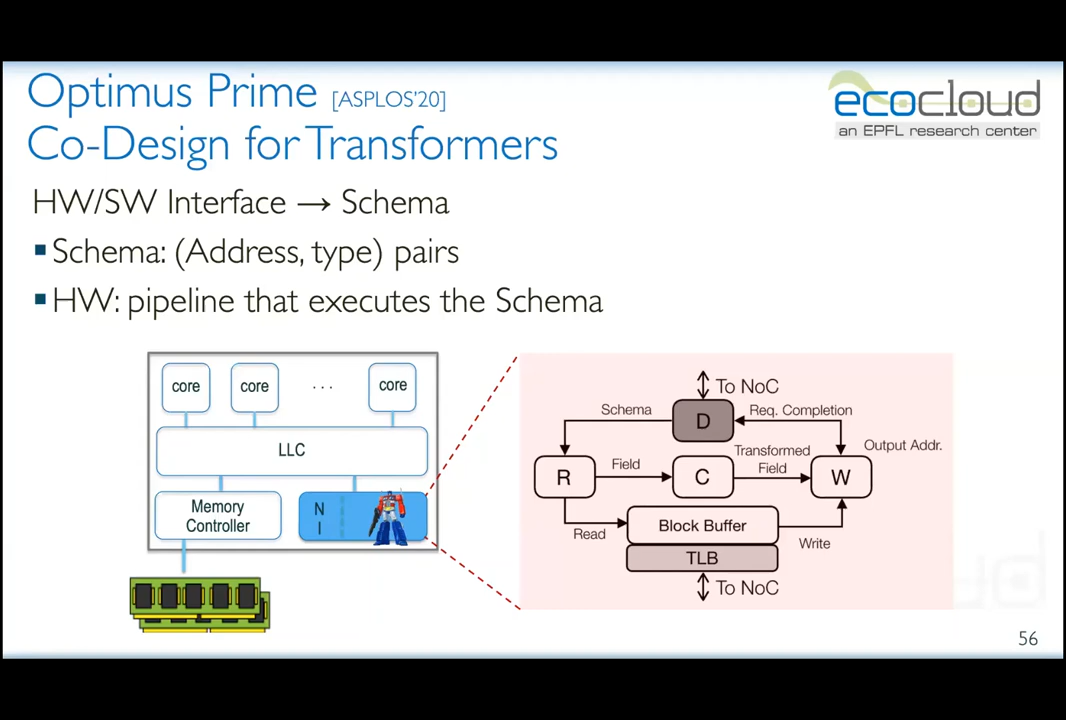 Optimus Prime [ASPLOS'20]
Co-Design for Transformers
ecocloud
an EPFL research center
HW/SW Interface → Schema
▪ Schema: (Address, type) pairs
▪ HW: pipeline that executes the Schema
core
core
...
core
LLC
Memory
Controller
N
I
To NoC
Schema
D
Req. Completion
R
Field
C
Transformed
Field
W
Output Addr.
Read
Block Buffer
Write
TLB
To NoC
56